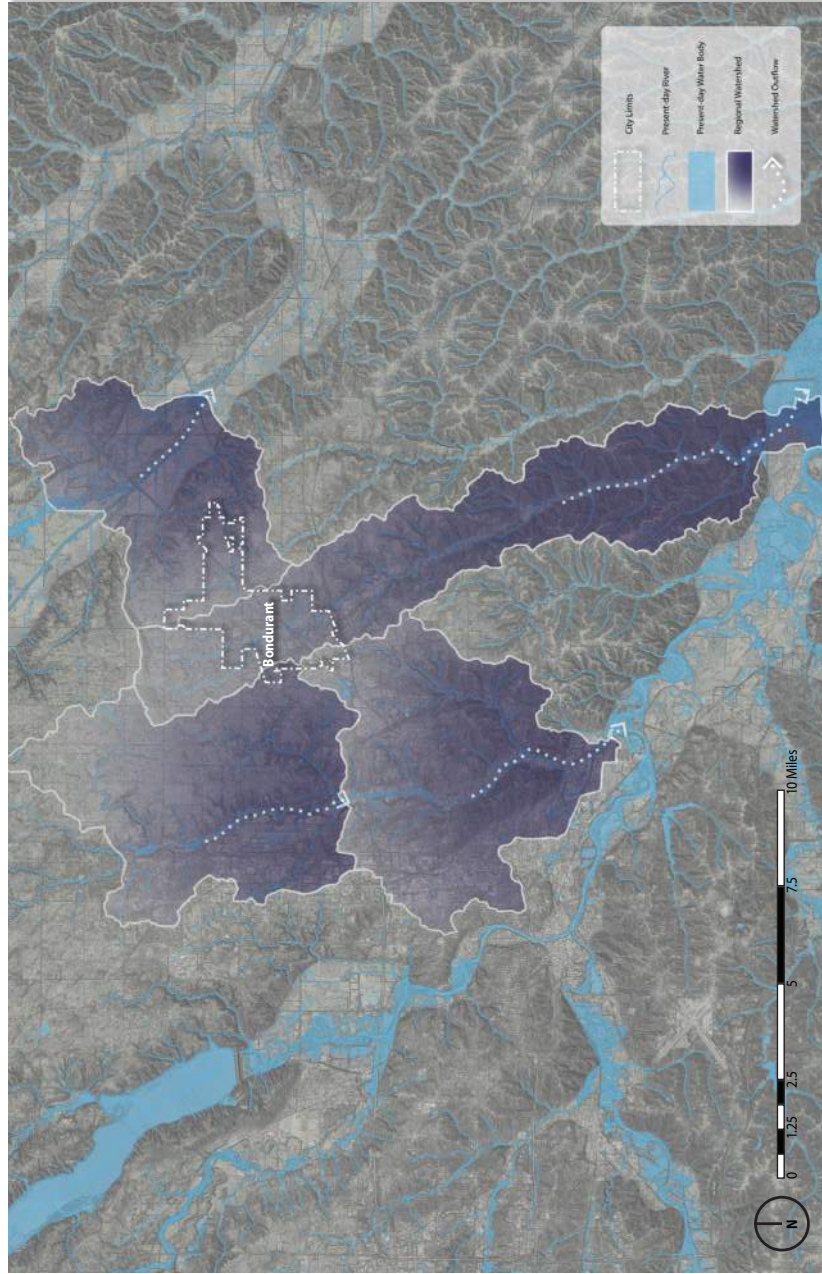 Bondurant
City Limits
Present-day River
Present-day Water Body
Regional Watershed
Watershed Outflow
0 1.25 2.5 5 7.5 10 Miles
N